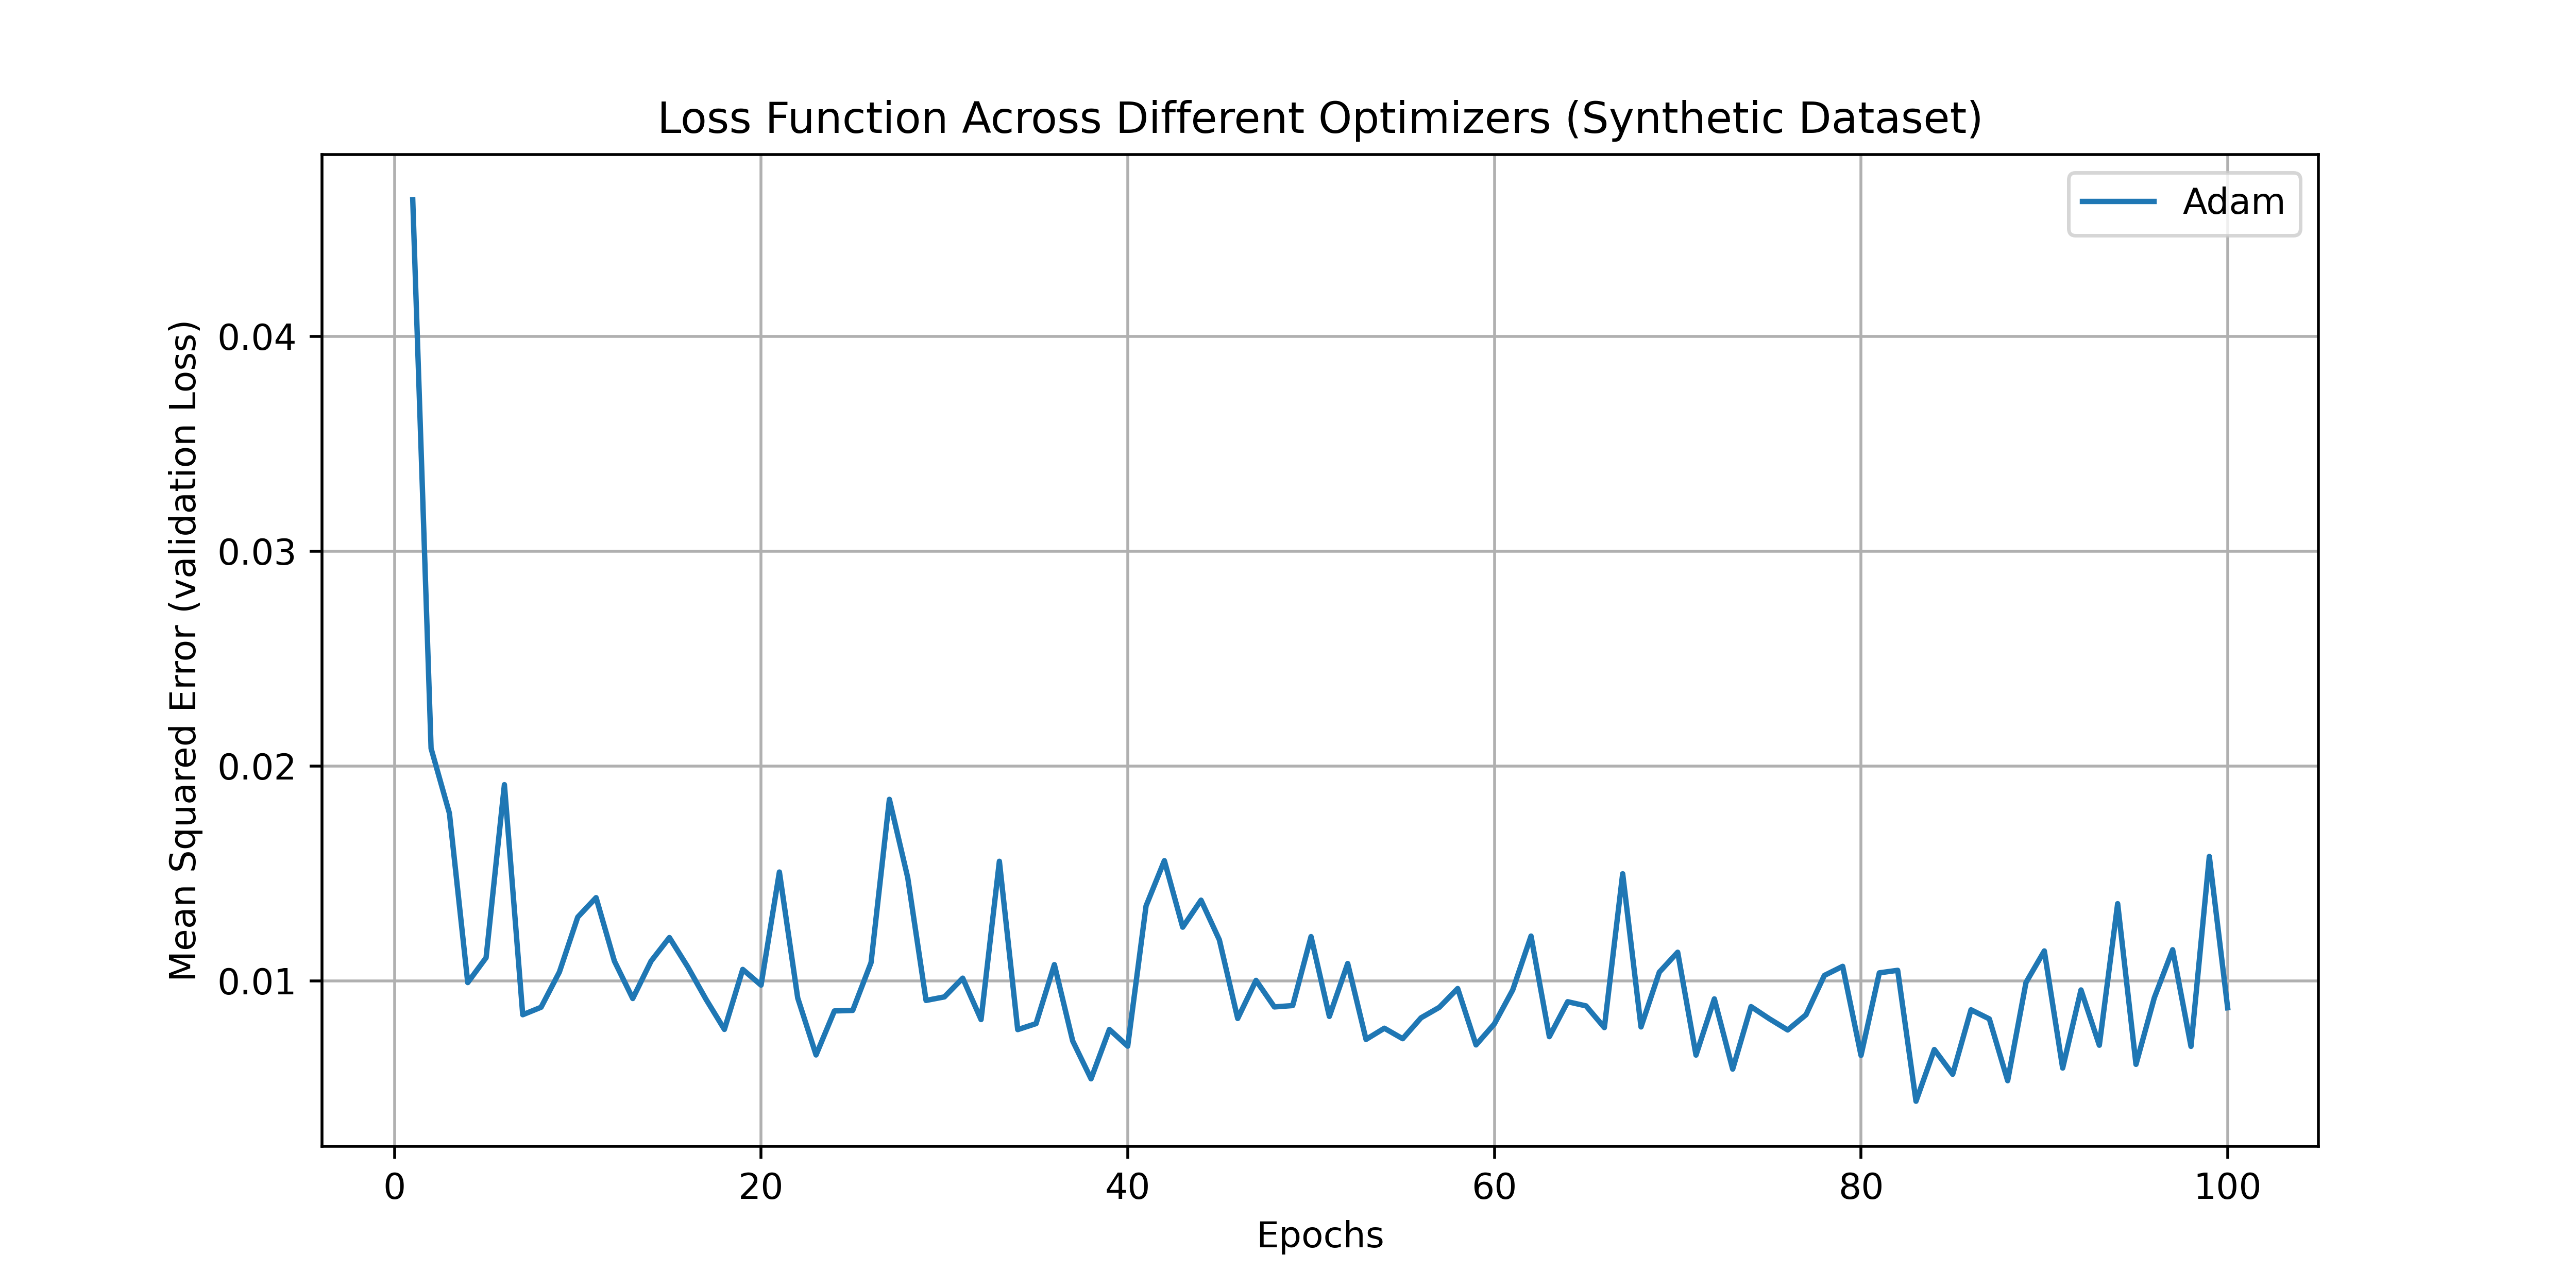 Loss Function Across Different Optimizers (Synthetic Dataset)
Adam
Mean Squared Error (validation Loss)
0.04
0.03
0.02
0.01
0 20 40 60 80 100
Epochs